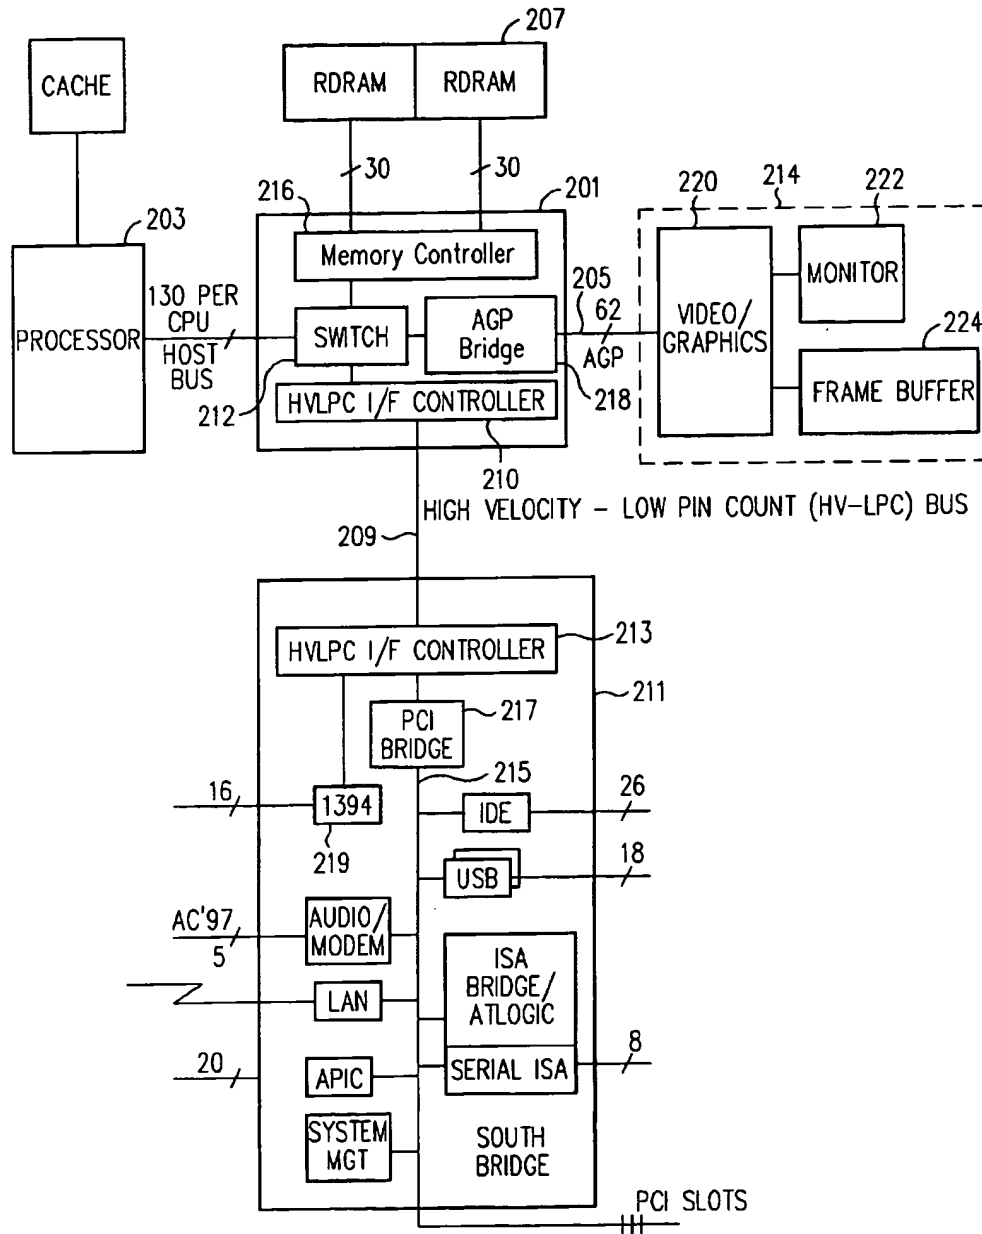 207
CACHE
RDRAM
RDRAM
30
30
216
201
203
220
214
222
Memory Controller
MONITOR
130 PER
CPU
HOST
BUS
PROCESSOR
SWITCH
AGP
Bridge
205
62
AGP
VIDEO/
GRAPHICS
224
FRAME BUFFER
212
HVLPC I/F CONTROLLER
218
210
HIGH VELOCITY - LOW PIN COUNT (HV-LPC) BUS
209
213
HVLPC I/F CONTROLLER
211
217
PCI
BRIDGE
215
16
1394
219
IDE
26
USB
18
AC'97
5
AUDIO/
MODEM
ISA
BRIDGE/
ATLOGIC
LAN
20
APIC
SERIAL ISA
8
SYSTEM
MGT
SOUTH
BRIDGE
PCI SLOTS